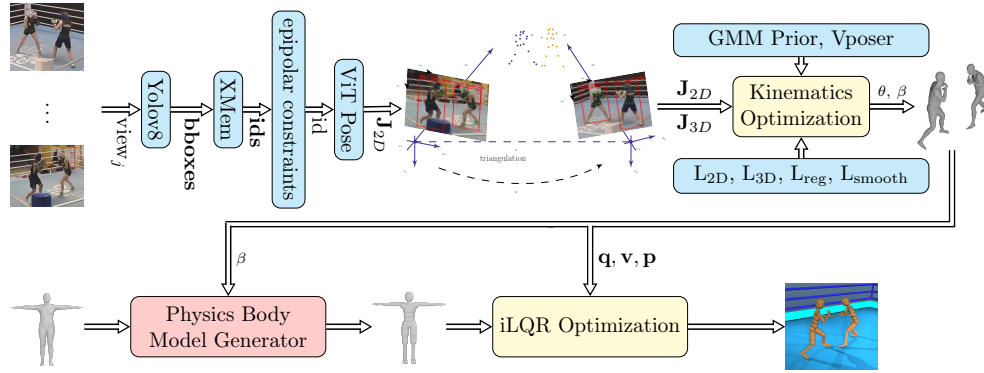 GMM Prior, Vposer
...
view_j
Yolov8
bboxes
XMem
ids
epipolar constraints
id
ViT
Pose
J_2D
triangulation
J_2D
J_3D
Kinematics
Optimization
θ, β
L_2D, L_3D, L_reg, L_smooth
β
q, v, p
Physics Body
Model Generator
iLQR Optimization